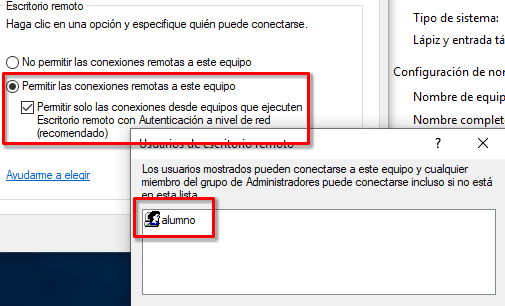 Escritorio remoto
Haga clic en una opción y especifique quién puede conectarse.
No permitir las conexiones remotas a este equipo
Permitir las conexiones remotas a este equipo
Permitir solo las conexiones desde equipos que ejecuten
Escritorio remoto con Autenticación a nivel de red
(recomendado)
Ayudarme a elegir
Tipo de sistema:
Lápiz y entrada tá
Configuración de nor
Nombre de equip
Nombre complet
Usuarios de escritorio remoto
Los usuarios mostrados pueden conectarse a este equipo y cualquier
miembro del grupo de Administradores puede conectarse incluso si no está
en esta lista.
alumno